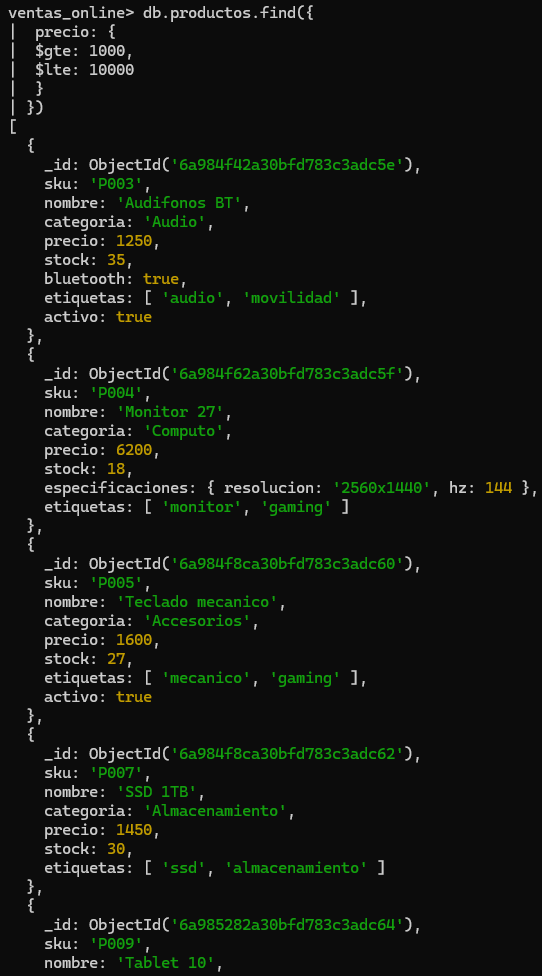 ventas_online> db.productos.find({
|  precio: {
|  $gte: 1000,
|  $lte: 10000
|  }
| })
[
  {
    _id: ObjectId('6a984f42a30bfd783c3adc5e'),
    sku: 'P003',
    nombre: 'Audifonos BT',
    categoria: 'Audio',
    precio: 1250,
    stock: 35,
    bluetooth: true,
    etiquetas: [ 'audio', 'movilidad' ],
    activo: true
  },
  {
    _id: ObjectId('6a984f62a30bfd783c3adc5f'),
    sku: 'P004',
    nombre: 'Monitor 27',
    categoria: 'Computo',
    precio: 6200,
    stock: 18,
    especificaciones: { resolucion: '2560x1440', hz: 144 },
    etiquetas: [ 'monitor', 'gaming' ]
  },
  {
    _id: ObjectId('6a984f8ca30bfd783c3adc60'),
    sku: 'P005',
    nombre: 'Teclado mecanico',
    categoria: 'Accesorios',
    precio: 1600,
    stock: 27,
    etiquetas: [ 'mecanico', 'gaming' ],
    activo: true
  },
  {
    _id: ObjectId('6a984f8ca30bfd783c3adc62'),
    sku: 'P007',
    nombre: 'SSD 1TB',
    categoria: 'Almacenamiento',
    precio: 1450,
    stock: 30,
    etiquetas: [ 'ssd', 'almacenamiento' ]
  },
  {
    _id: ObjectId('6a985282a30bfd783c3adc64'),
    sku: 'P009',
    nombre: 'Tablet 10',